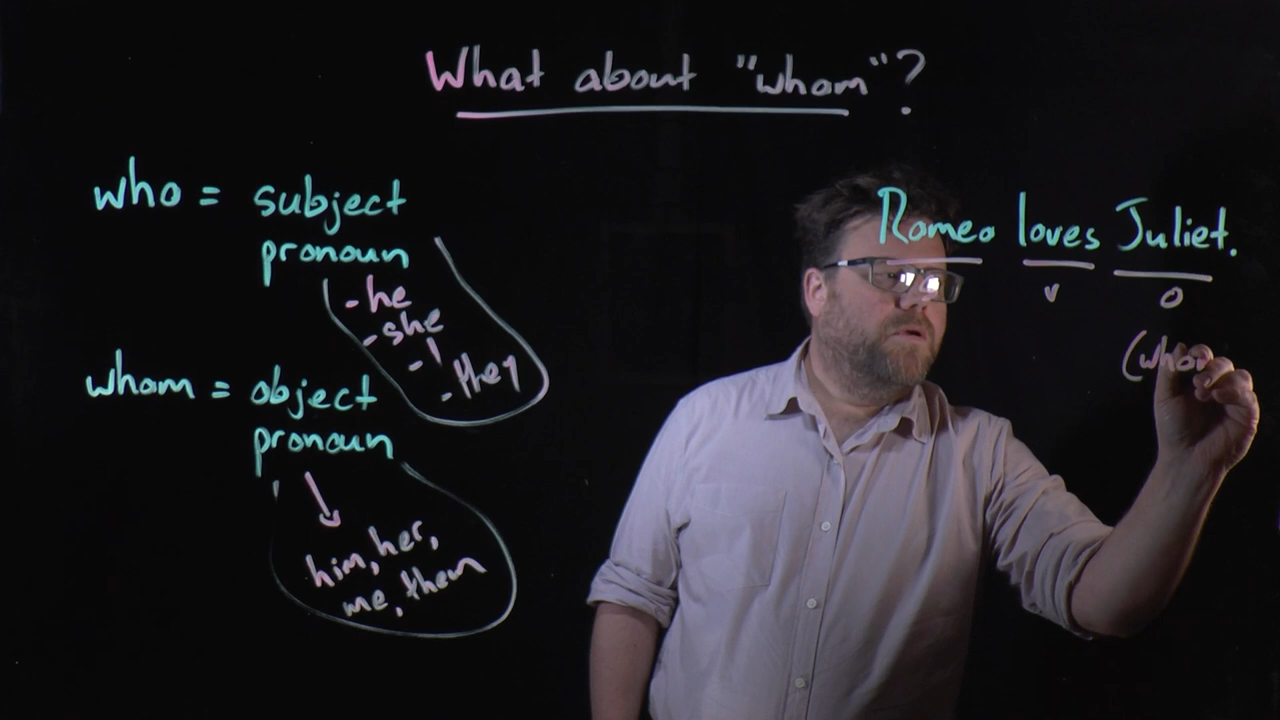 What about "whom"?
who = subject
pronoun
- he
- she
- I
- they
whom = object
pronoun
him, her,
me, them
Romeo loves Juliet.
v o
(whom